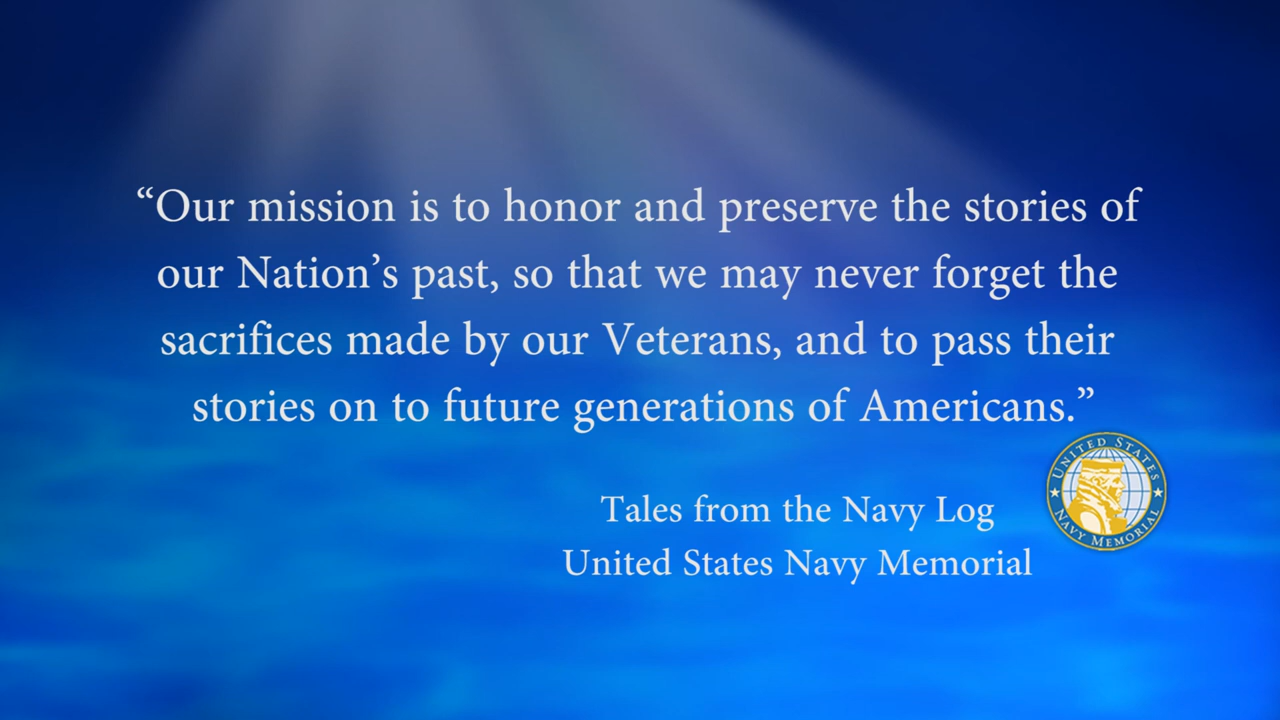 “Our mission is to honor and preserve the stories of
our Nation’s past, so that we may never forget the
sacrifices made by our Veterans, and to pass their
stories on to future generations of Americans.”
UNITED STATES
NAVY MEMORIAL
Tales from the Navy Log
United States Navy Memorial